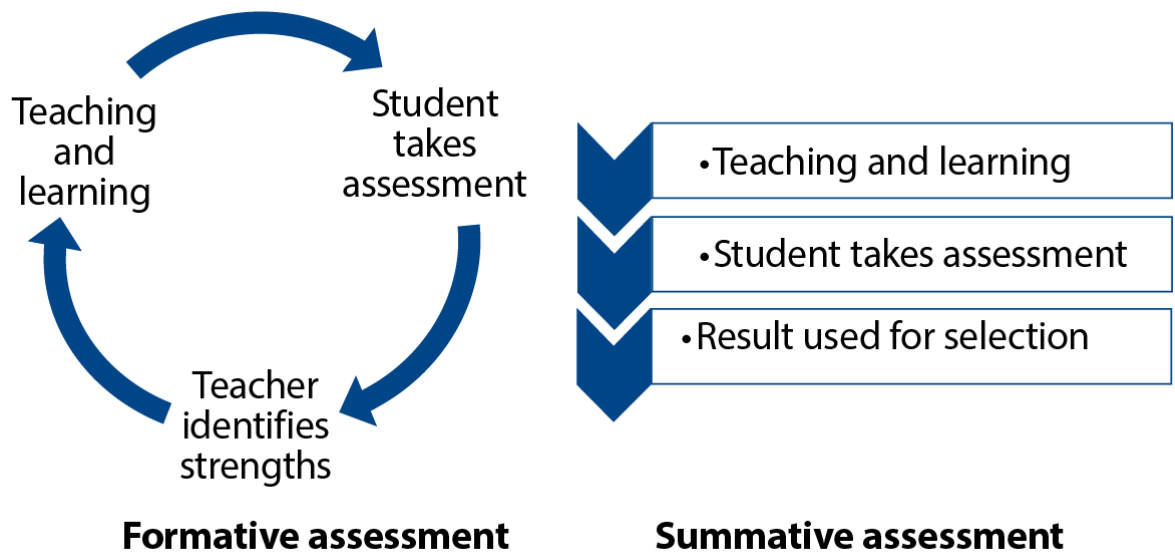 Teaching
and
learning
Student
takes
assessment
Teacher
identifies
strengths
Formative assessment
•Teaching and learning
•Student takes assessment
•Result used for selection
Summative assessment